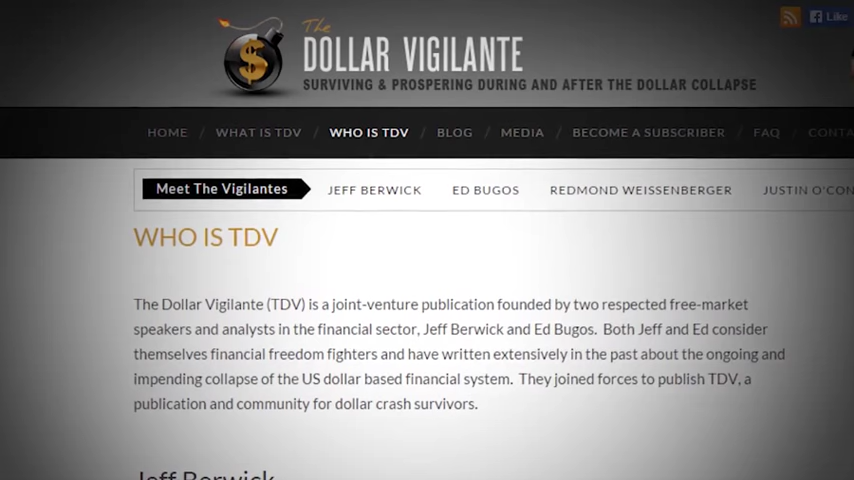 The
DOLLAR VIGILANTE
SURVIVING & PROSPERING DURING AND AFTER THE DOLLAR COLLAPSE
Like
HOME / WHAT IS TDV / WHO IS TDV / BLOG / MEDIA / BECOME A SUBSCRIBER / FAQ / CONTA
Meet The Vigilantes JEFF BERWICK ED BUGOS REDMOND WEISSENBERGER JUSTIN O'CON
WHO IS TDV
The Dollar Vigilante (TDV) is a joint-venture publication founded by two respected free-market
speakers and analysts in the financial sector, Jeff Berwick and Ed Bugos. Both Jeff and Ed consider
themselves financial freedom fighters and have written extensively in the past about the ongoing and
impending collapse of the US dollar based financial system. They joined forces to publish TDV, a
publication and community for dollar crash survivors.
Jeff Berwick